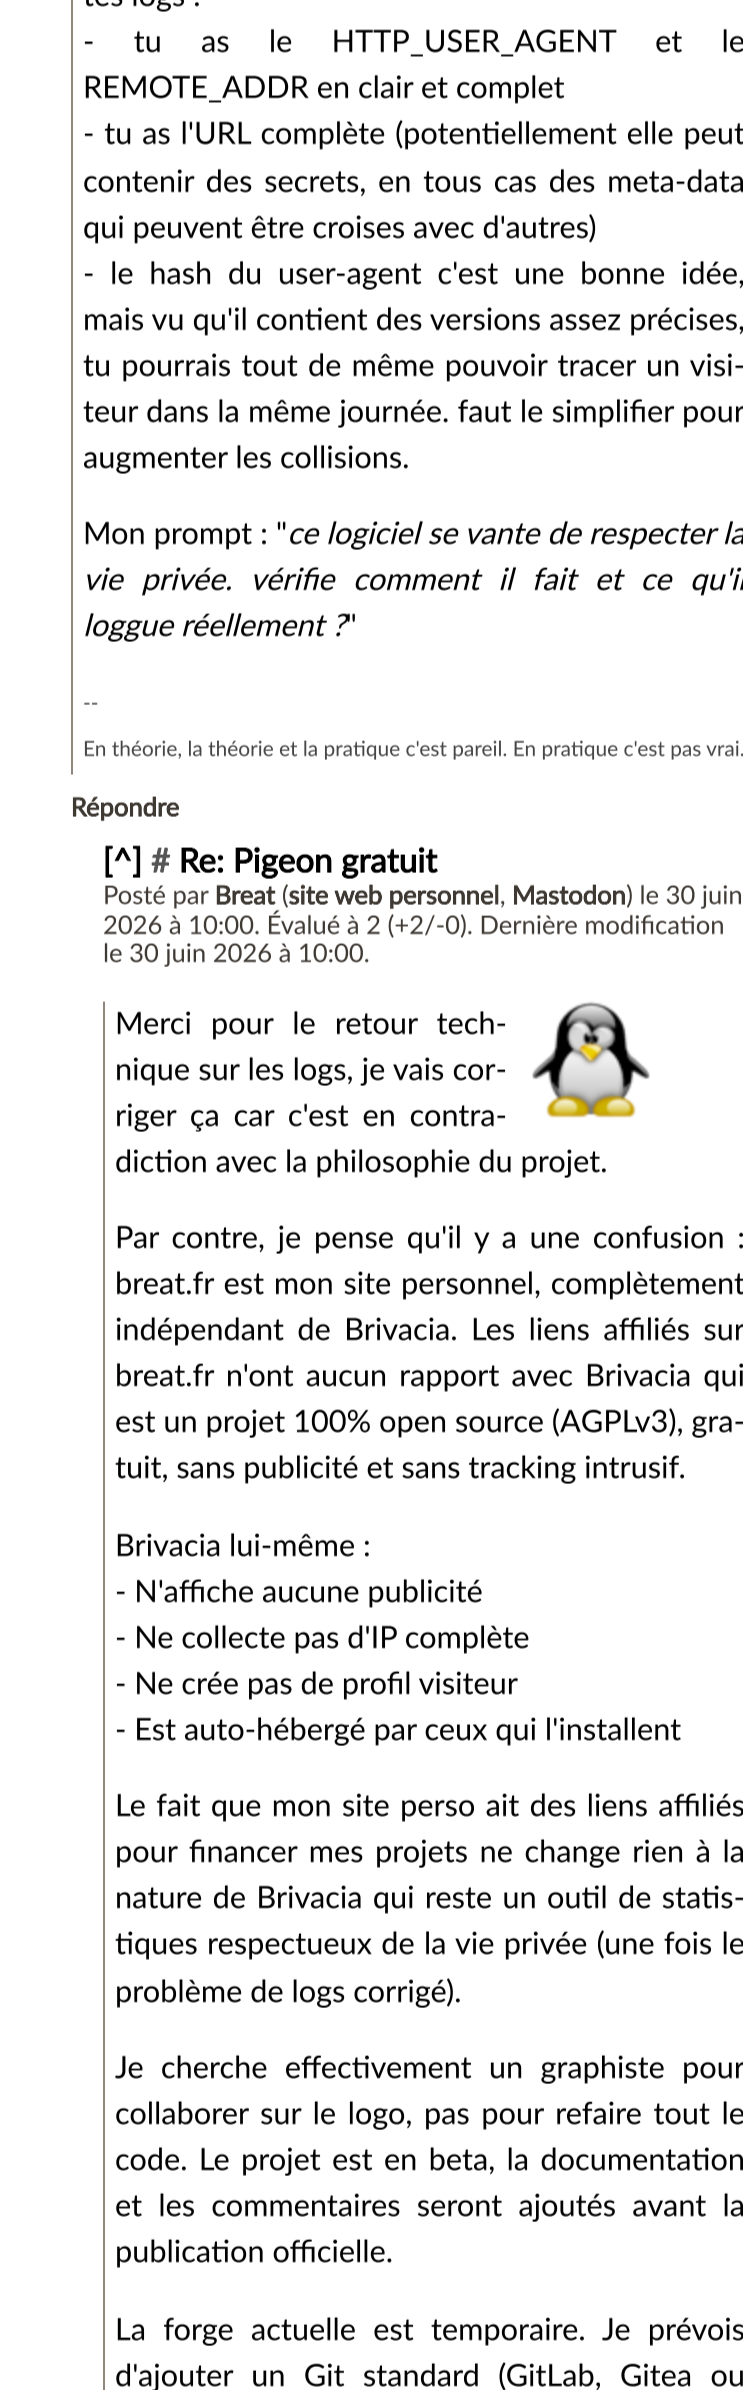 tes logs :
- tu as le HTTP_USER_AGENT et le
REMOTE_ADDR en clair et complet
- tu as l'URL complète (potentiellement elle peut
contenir des secrets, en tous cas des meta-data
qui peuvent être croises avec d'autres)
- le hash du user-agent c'est une bonne idée,
mais vu qu'il contient des versions assez précises,
tu pourrais tout de même pouvoir tracer un visi-
teur dans la même journée. faut le simplifier pour
augmenter les collisions.
Mon prompt : "ce logiciel se vante de respecter la
vie privée. vérifie comment il fait et ce qu'il
loggue réellement ?"
--
En théorie, la théorie et la pratique c'est pareil. En pratique c'est pas vrai.
Répondre
[^] # Re: Pigeon gratuit
Posté par Breat (site web personnel, Mastodon) le 30 juin
2026 à 10:00. Évalué à 2 (+2/-0). Dernière modification
le 30 juin 2026 à 10:00.
Merci pour le retour tech-
nique sur les logs, je vais cor-
riger ça car c'est en contra-
diction avec la philosophie du projet.
Par contre, je pense qu'il y a une confusion :
breat.fr est mon site personnel, complètement
indépendant de Brivacia. Les liens affiliés sur
breat.fr n'ont aucun rapport avec Brivacia qui
est un projet 100% open source (AGPLv3), gra-
tuit, sans publicité et sans tracking intrusif.
Brivacia lui-même :
- N'affiche aucune publicité
- Ne collecte pas d'IP complète
- Ne crée pas de profil visiteur
- Est auto-hébergé par ceux qui l'installent
Le fait que mon site perso ait des liens affiliés
pour financer mes projets ne change rien à la
nature de Brivacia qui reste un outil de statis-
tiques respectueux de la vie privée (une fois le
problème de logs corrigé).
Je cherche effectivement un graphiste pour
collaborer sur le logo, pas pour refaire tout le
code. Le projet est en beta, la documentation
et les commentaires seront ajoutés avant la
publication officielle.
La forge actuelle est temporaire. Je prévois
d'ajouter un Git standard (GitLab, Gitea ou